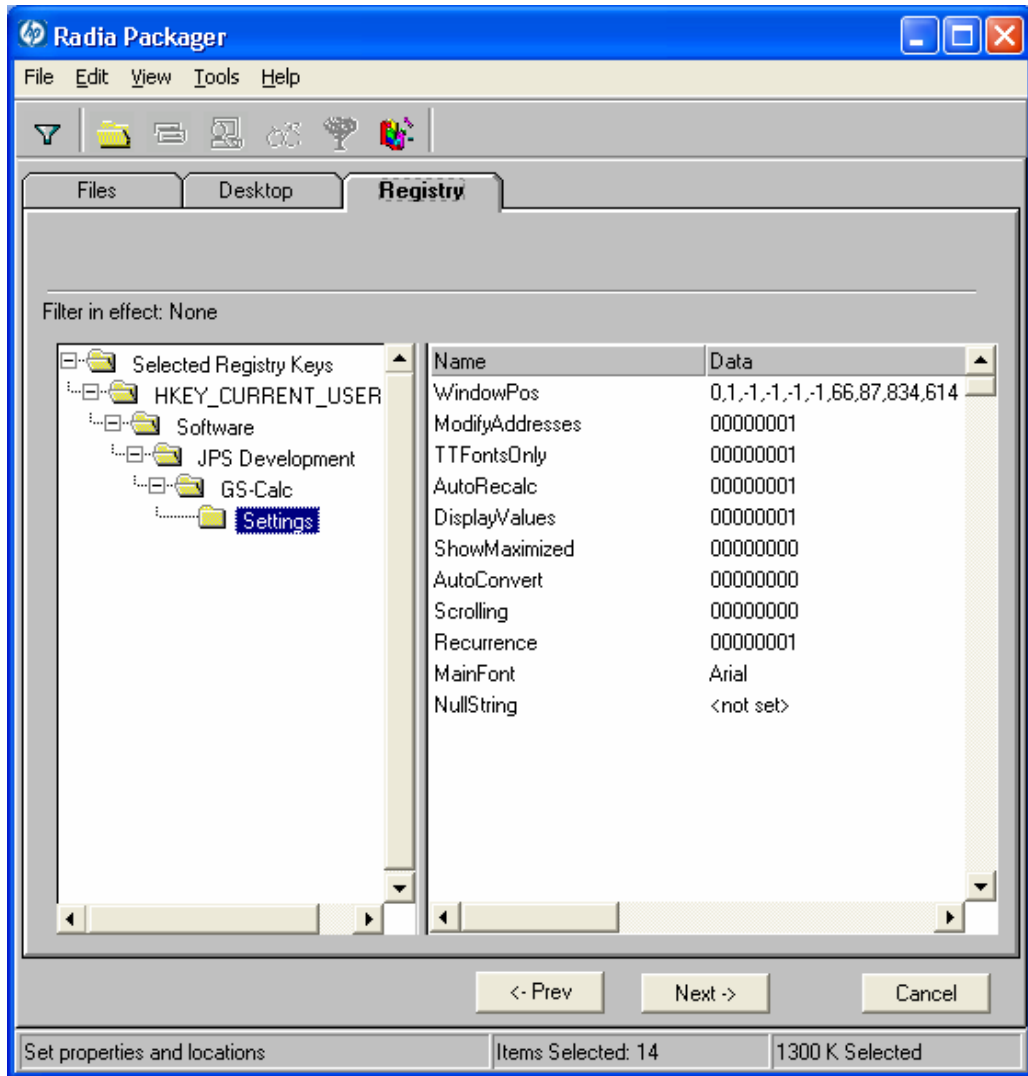 Radia Packager
File Edit View Tools Help
Files Desktop Registry
Filter in effect: None
Selected Registry Keys
HKEY_CURRENT_USER
Software
JPS Development
GS-Calc
Settings
Name Data
WindowPos 0,1,-1,-1,-1,-1,66,87,834,614
ModifyAddresses 00000001
TTFontsOnly 00000001
AutoRecalc 00000001
DisplayValues 00000001
ShowMaximized 00000000
AutoConvert 00000000
Scrolling 00000000
Recurrence 00000001
MainFont Arial
NullString <not set>
<- Prev Next -> Cancel
Set properties and locations Items Selected: 14 1300 K Selected